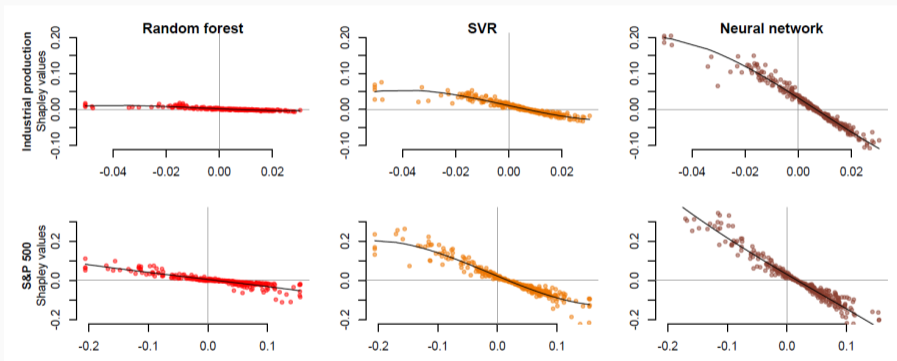 Random forest
SVR
Neural network
Industrial production
Shapley values
0.20
0.10
0.00
-0.10
-0.04 -0.02 0.00 0.02
0.20
0.10
0.00
-0.10
-0.04 -0.02 0.00 0.02
0.20
0.10
0.00
-0.10
-0.04 -0.02 0.00 0.02
S&P 500
Shapley values
0.2
0.0
-0.2
-0.2 -0.1 0.0 0.1
0.2
0.0
-0.2
-0.2 -0.1 0.0 0.1
0.2
0.0
-0.2
-0.2 -0.1 0.0 0.1